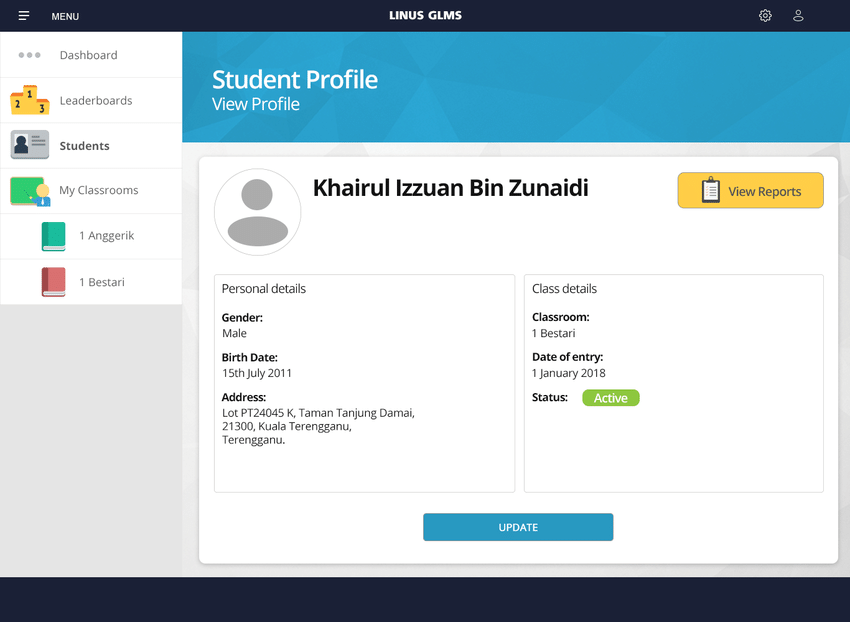 MENU
LINUS GLMS
Dashboard
1
2
3
Leaderboards
Students
My Classrooms
1 Anggerik
1 Bestari
Student Profile
View Profile
Khairul Izzuan Bin Zunaidi
View Reports
Personal details
Gender:
Male
Birth Date:
15th July 2011
Address:
Lot PT24045 K, Taman Tanjung Damai,
21300, Kuala Terengganu,
Terengganu.
Class details
Classroom:
1 Bestari
Date of entry:
1 January 2018
Status: Active
UPDATE